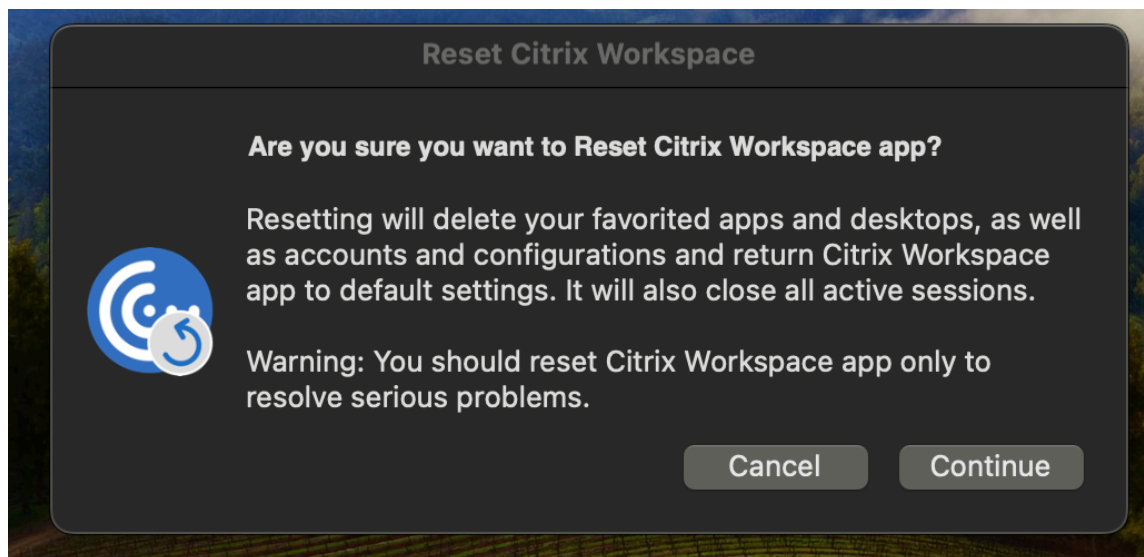 Reset Citrix Workspace
Are you sure you want to Reset Citrix Workspace app?
Resetting will delete your favorited apps and desktops, as well
as accounts and configurations and return Citrix Workspace
app to default settings. It will also close all active sessions.
Warning: You should reset Citrix Workspace app only to
resolve serious problems.
Cancel Continue